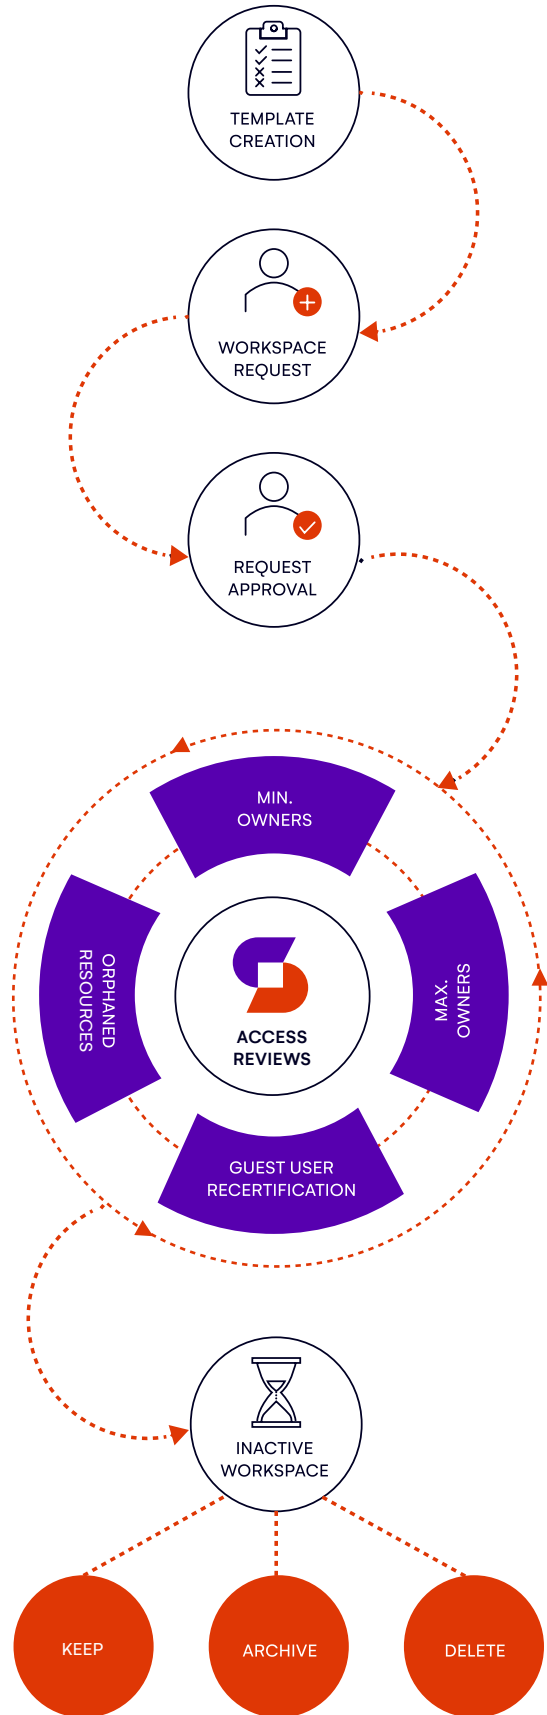 TEMPLATE
CREATION
WORKSPACE
REQUEST
REQUEST
APPROVAL
MIN.
OWNERS
ORPHANED
RESOURCES
MAX.
OWNERS
ACCESS
REVIEWS
GUEST USER
RECERTIFICATION
INACTIVE
WORKSPACE
KEEP
ARCHIVE
DELETE